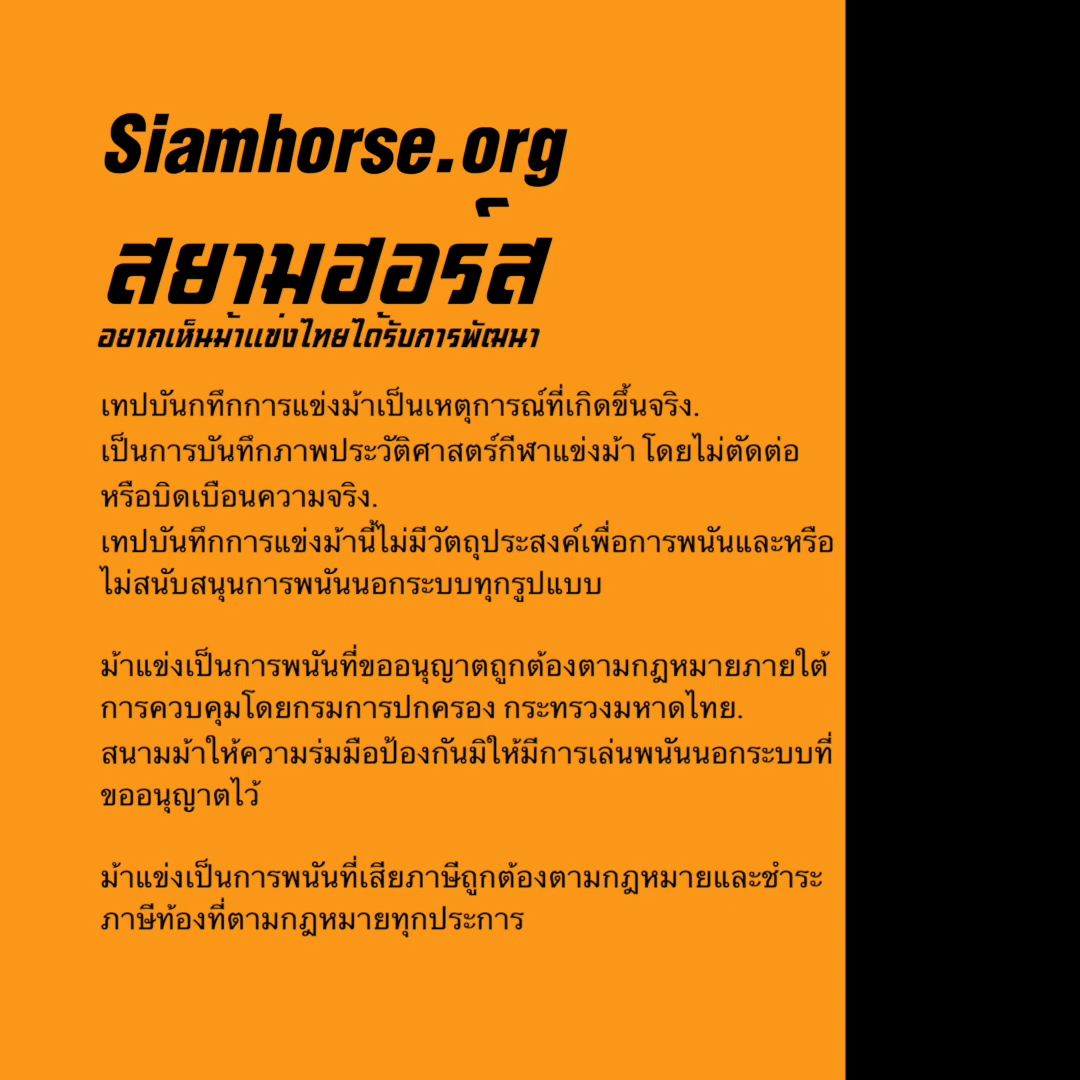 Siamhorse.org
สยามฮอร์ส
อยากเห็นม้าแข่งไทยได้รับการพัฒนา
เทปบันกทึกการแข่งม้าเป็นเหตุการณ์ที่เกิดขึ้นจริง.
เป็นการบันทึกภาพประวัติศาสตร์กีฬาแข่งม้า โดยไม่ตัดต่อ
หรือบิดเบือนความจริง.
เทปบันทึกการแข่งม้านี้ไม่มีวัตถุประสงค์เพื่อการพนันและหรือ
ไม่สนับสนุนการพนันนอกระบบทุกรูปแบบ
ม้าแข่งเป็นการพนันที่ขออนุญาตถูกต้องตามกฎหมายภายใต้
การควบคุมโดยกรมการปกครอง กระทรวงมหาดไทย.
สนามม้าให้ความร่มมือป้องกันมิให้มีการเล่นพนันนอกระบบที่
ขออนุญาตไว้
ม้าแข่งเป็นการพนันที่เสียภาษีถูกต้องตามกฎหมายและชำระ
ภาษีท้องที่ตามกฎหมายทุกประการ